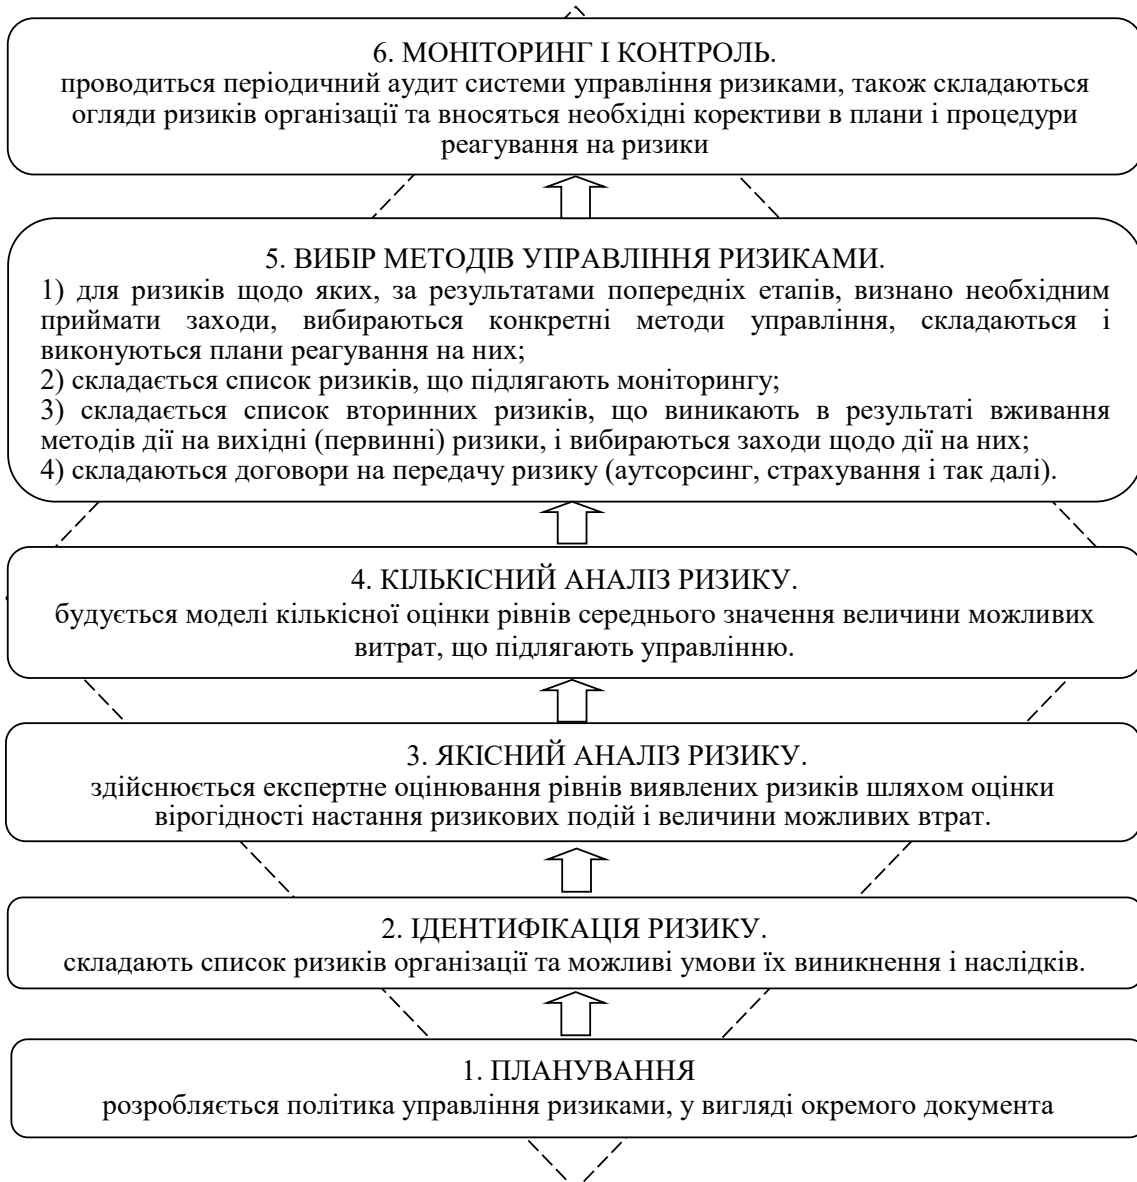 6. МОНІТОРИНГ І КОНТРОЛЬ.
проводиться періодичний аудит системи управління ризиками, також складаються
огляди ризиків організації та вносяться необхідні корективи в плани і процедури
реагування на ризики
5. ВИБІР МЕТОДІВ УПРАВЛІННЯ РИЗИКАМИ.
1) для ризиків щодо яких, за результатами попередніх етапів, визнано необхідним
приймати заходи, вибираються конкретні методи управління, складаються і
виконуються плани реагування на них;
2) складається список ризиків, що підлягають моніторингу;
3) складається список вторинних ризиків, що виникають в результаті вживання
методів дії на вихідні (первинні) ризики, і вибираються заходи щодо дії на них;
4) складаються договори на передачу ризику (аутсорсинг, страхування і так далі).
4. КІЛЬКІСНИЙ АНАЛІЗ РИЗИКУ.
будується моделі кількісної оцінки рівнів середнього значення величини можливих
витрат, що підлягають управлінню.
3. ЯКІСНИЙ АНАЛІЗ РИЗИКУ.
здійснюється експертне оцінювання рівнів виявлених ризиків шляхом оцінки
вірогідності настання ризикових подій і величини можливих втрат.
2. ІДЕНТИФІКАЦІЯ РИЗИКУ.
складають список ризиків організації та можливі умови їх виникнення і наслідків.
1. ПЛАНУВАННЯ
розробляється політика управління ризиками, у вигляді окремого документа